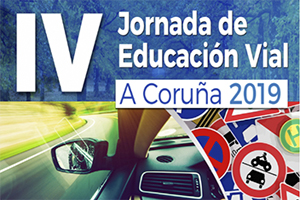 IV
Jornada de
Educación Vial
A Coruña 2019